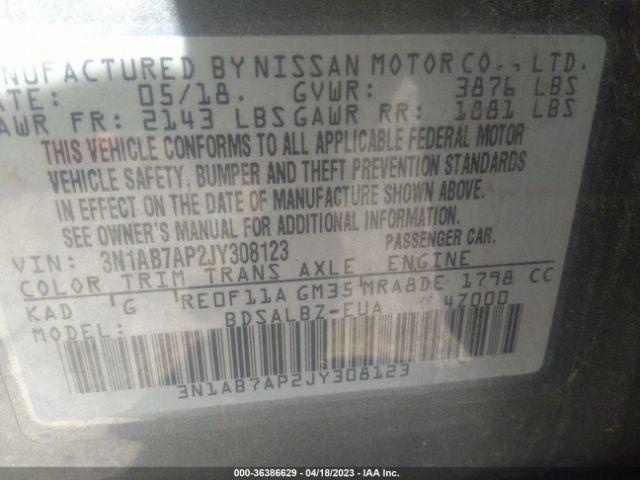 NUFACTURED BY NISSAN MOTOR CO., LTD.
ATE: 05/18. GVWR: 3876 LBS
AWR FR: 2143 LBS GAWR RR: 1881 LBS
THIS VEHICLE CONFORMS TO ALL APPLICABLE FEDERAL MOTOR
VEHICLE SAFETY, BUMPER AND THEFT PREVENTION STANDARDS
IN EFFECT ON THE DATE OF MANUFACTURE SHOWN ABOVE.
SEE OWNER'S MANUAL FOR ADDITIONAL INFORMATION
VIN: 3N1AB7AP2JY308123 PASSENGER CAR.
COLOR TRIM TRANS AXLE ENGINE
KAD G RE0F11A GM35 MRA8DE 1798 CC
MODEL: BDSALBZ-EUA 47000
3N1AB7AP2JY308123
000-36386629 - 04/18/2023 - IAA Inc.